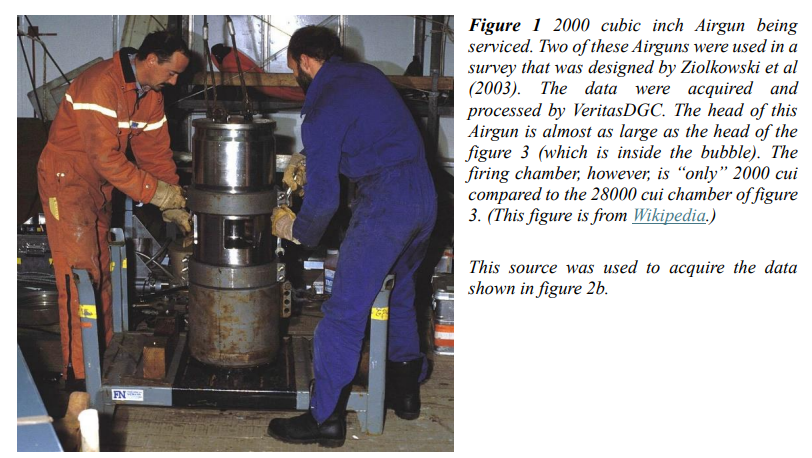 Figure 1 2000 cubic inch Airgun being
serviced. Two of these Airguns were used in a
survey that was designed by Ziolkowski et al
(2003). The data were acquired and
processed by VeritasDGC. The head of this
Airgun is almost as large as the head of the
figure 3 (which is inside the bubble). The
firing chamber, however, is “only” 2000 cui
compared to the 28000 cui chamber of figure
3. (This figure is from Wikipedia.)
This source was used to acquire the data
shown in figure 2b.
FN